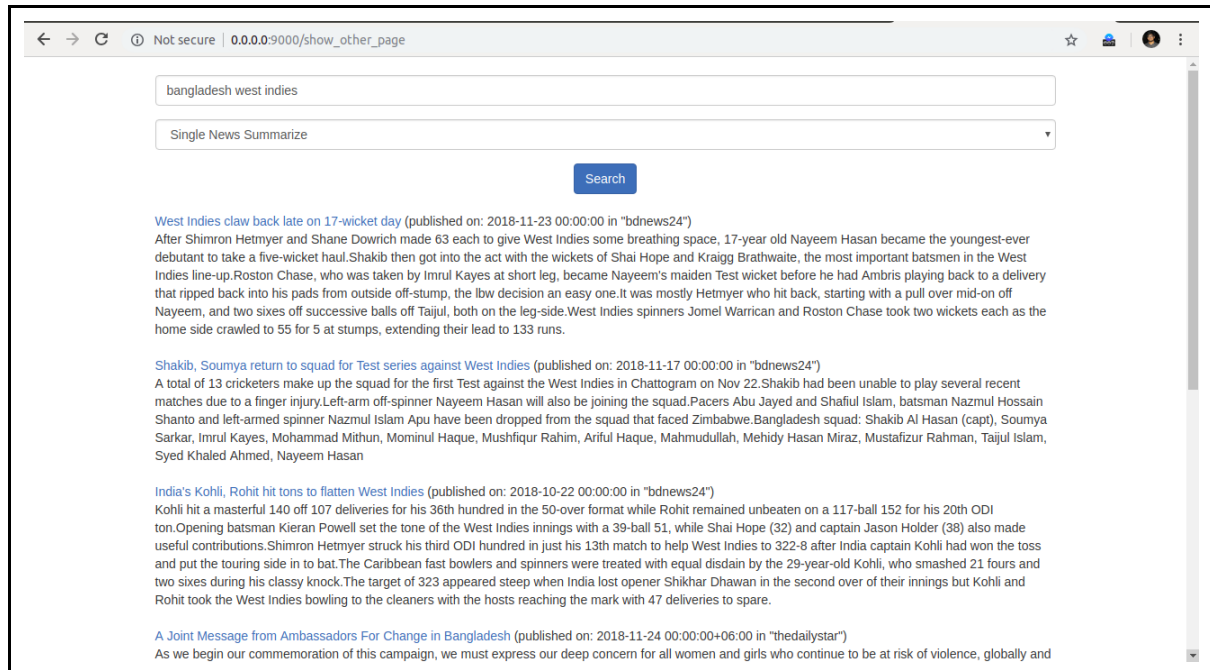 Not secure | 0.0.0.0:9000/show_other_page
bangladesh west indies
Single News Summarize
Search
West Indies claw back late on 17-wicket day (published on: 2018-11-23 00:00:00 in "bdnews24")
After Shimron Hetmyer and Shane Dowrich made 63 each to give West Indies some breathing space, 17-year old Nayeem Hasan became the youngest-ever
debutant to take a five-wicket haul.Shakib then got into the act with the wickets of Shai Hope and Kraigg Brathwaite, the most important batsmen in the West
Indies line-up.Roston Chase, who was taken by Imrul Kayes at short leg, became Nayeem's maiden Test wicket before he had Ambris playing back to a delivery
that ripped back into his pads from outside off-stump, the lbw decision an easy one.It was mostly Hetmyer who hit back, starting with a pull over mid-on off
Nayeem, and two sixes off successive balls off Taijul, both on the leg-side.West Indies spinners Jomel Warrican and Roston Chase took two wickets each as the
home side crawled to 55 for 5 at stumps, extending their lead to 133 runs.
Shakib, Soumya return to squad for Test series against West Indies (published on: 2018-11-17 00:00:00 in "bdnews24")
A total of 13 cricketers make up the squad for the first Test against the West Indies in Chattogram on Nov 22.Shakib had been unable to play several recent
matches due to a finger injury.Left-arm off-spinner Nayeem Hasan will also be joining the squad.Pacers Abu Jayed and Shafiul Islam, batsman Nazmul Hossain
Shanto and left-armed spinner Nazmul Islam Apu have been dropped from the squad that faced Zimbabwe.Bangladesh squad: Shakib Al Hasan (capt), Soumya
Sarkar, Imrul Kayes, Mohammad Mithun, Mominul Haque, Mushfiqur Rahim, Ariful Haque, Mahmudullah, Mehidy Hasan Miraz, Mustafizur Rahman, Taijul Islam,
Syed Khaled Ahmed, Nayeem Hasan
India's Kohli, Rohit hit tons to flatten West Indies (published on: 2018-10-22 00:00:00 in "bdnews24")
Kohli hit a masterful 140 off 107 deliveries for his 36th hundred in the 50-over format while Rohit remained unbeaten on a 117-ball 152 for his 20th ODI
ton.Opening batsman Kieran Powell set the tone of the West Indies innings with a 39-ball 51, while Shai Hope (32) and captain Jason Holder (38) also made
useful contributions.Shimron Hetmyer struck his third ODI hundred in just his 13th match to help West Indies to 322-8 after India captain Kohli had won the toss
and put the touring side in to bat.The Caribbean fast bowlers and spinners were treated with equal disdain by the 29-year-old Kohli, who smashed 21 fours and
two sixes during his classy knock.The target of 323 appeared steep when India lost opener Shikhar Dhawan in the second over of their innings but Kohli and
Rohit took the West Indies bowling to the cleaners with the hosts reaching the mark with 47 deliveries to spare.
A Joint Message from Ambassadors For Change in Bangladesh (published on: 2018-11-24 00:00:00+06:00 in "thedailystar")
As we begin our commemoration of this campaign, we must express our deep concern for all women and girls who continue to be at risk of violence, globally and